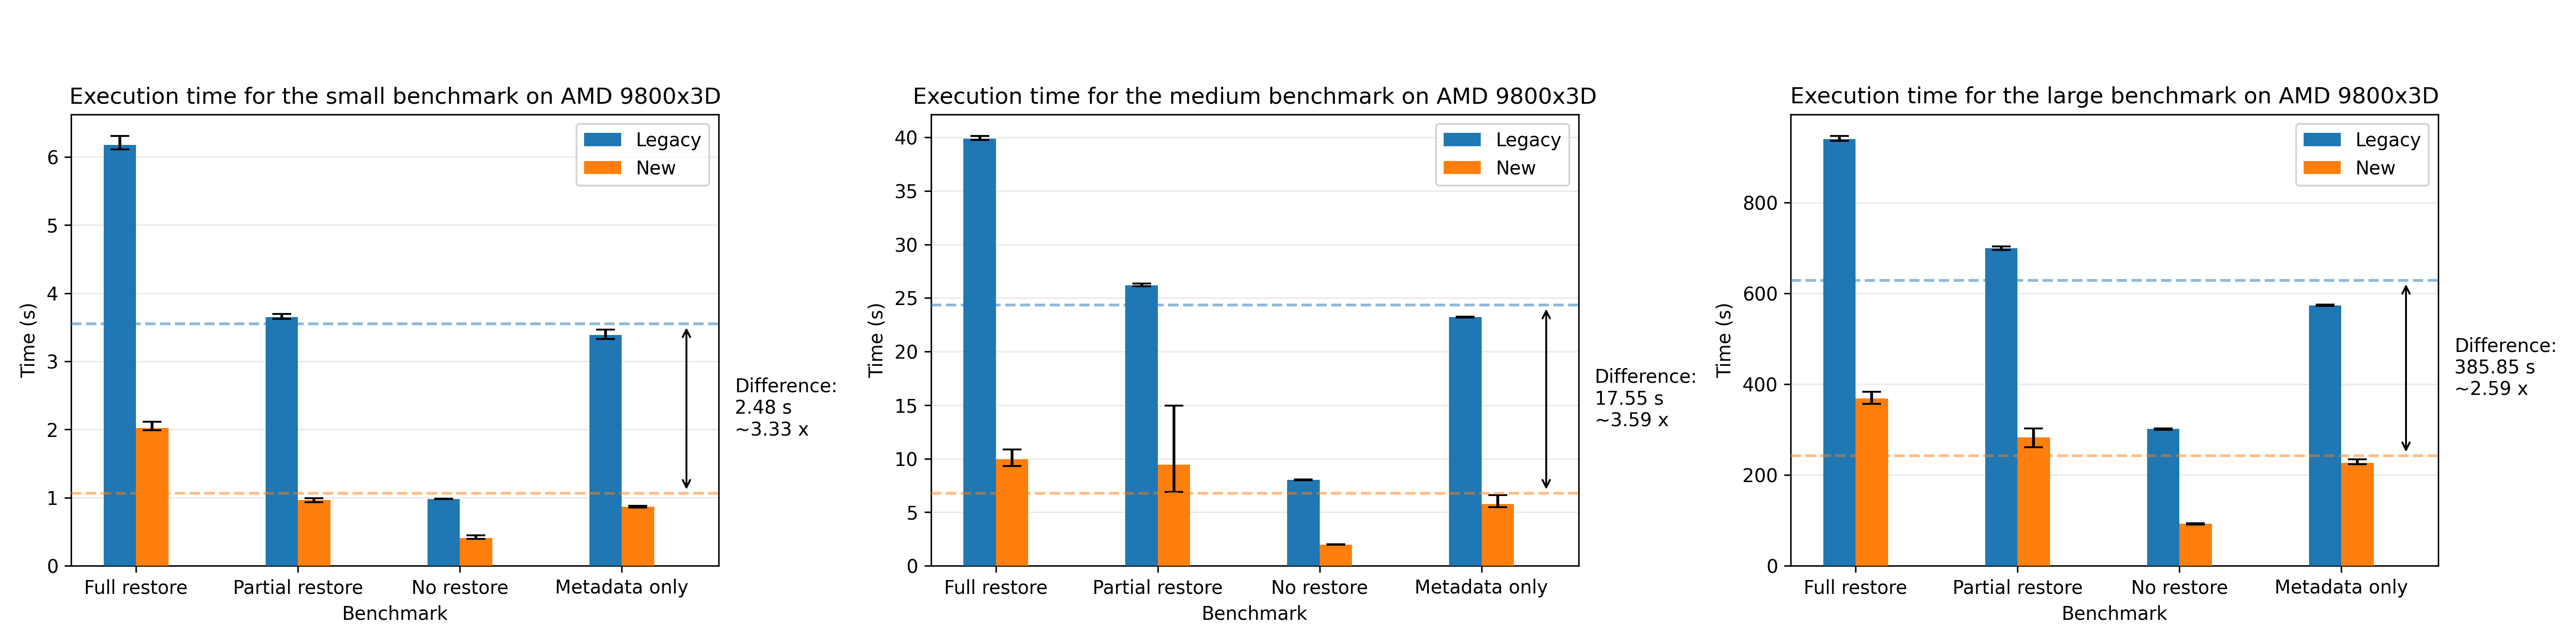 Execution time for the small benchmark on AMD 9800x3D
Legacy
New
6
5
4
3
2
1
0
Time (s)
Full restore
Partial restore
No restore
Metadata only
Benchmark
Difference:
2.48 s
~3.33 x
Execution time for the medium benchmark on AMD 9800x3D
Legacy
New
40
35
30
25
20
15
10
5
0
Time (s)
Full restore
Partial restore
No restore
Metadata only
Benchmark
Difference:
17.55 s
~3.59 x
Execution time for the large benchmark on AMD 9800x3D
Legacy
New
800
600
400
200
0
Time (s)
Full restore
Partial restore
No restore
Metadata only
Benchmark
Difference:
385.85 s
~2.59 x